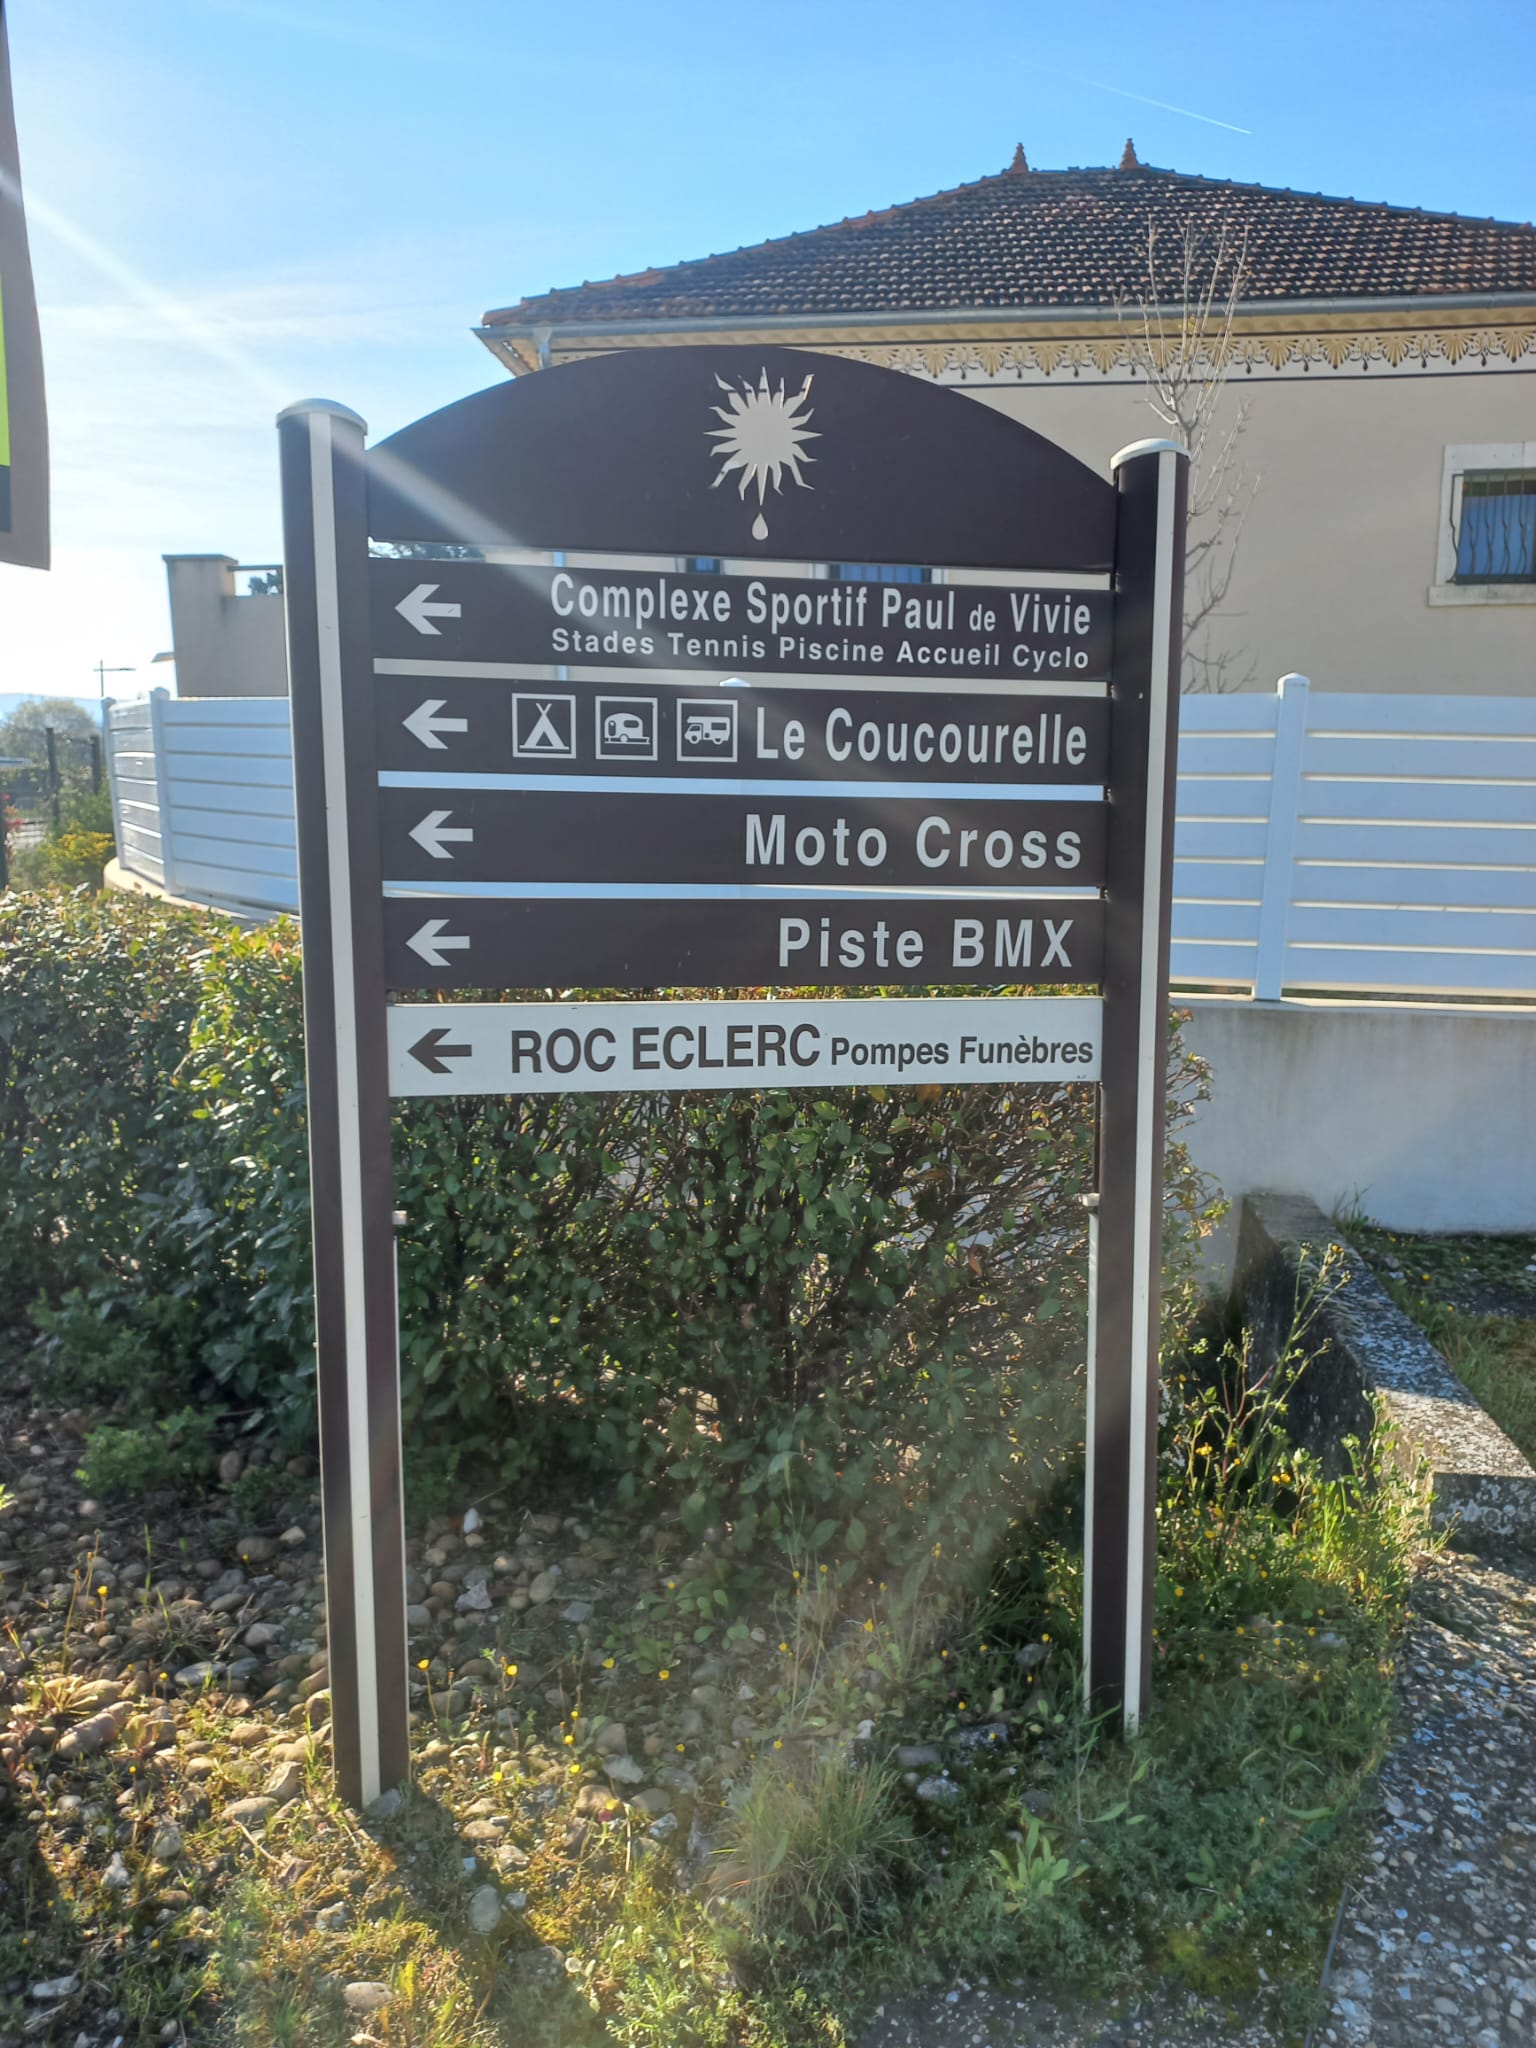 Complexe Sportif Paul de Vivie
Stades Tennis Piscine Accueil Cyclo
Le Coucourelle
Moto Cross
Piste BMX
ROC ECLERC Pompes Funèbres